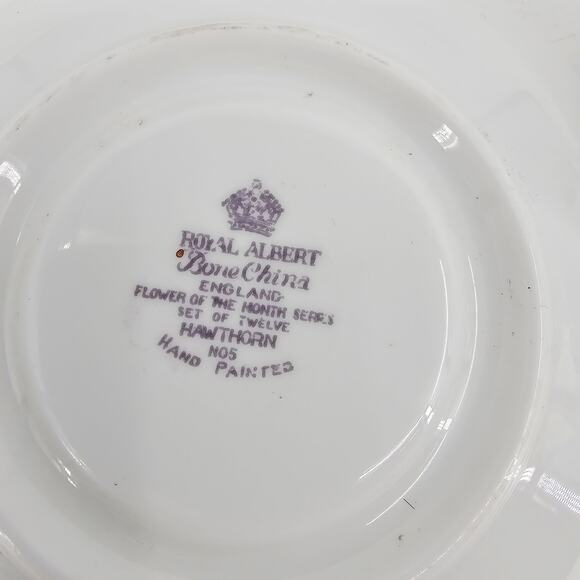 ROYAL ALBERT
Bone China
ENGLAND
FLOWER OF THE MONTH SERIES
SET OF TWELVE
HAWTHORN
NO5
HAND PAINTED